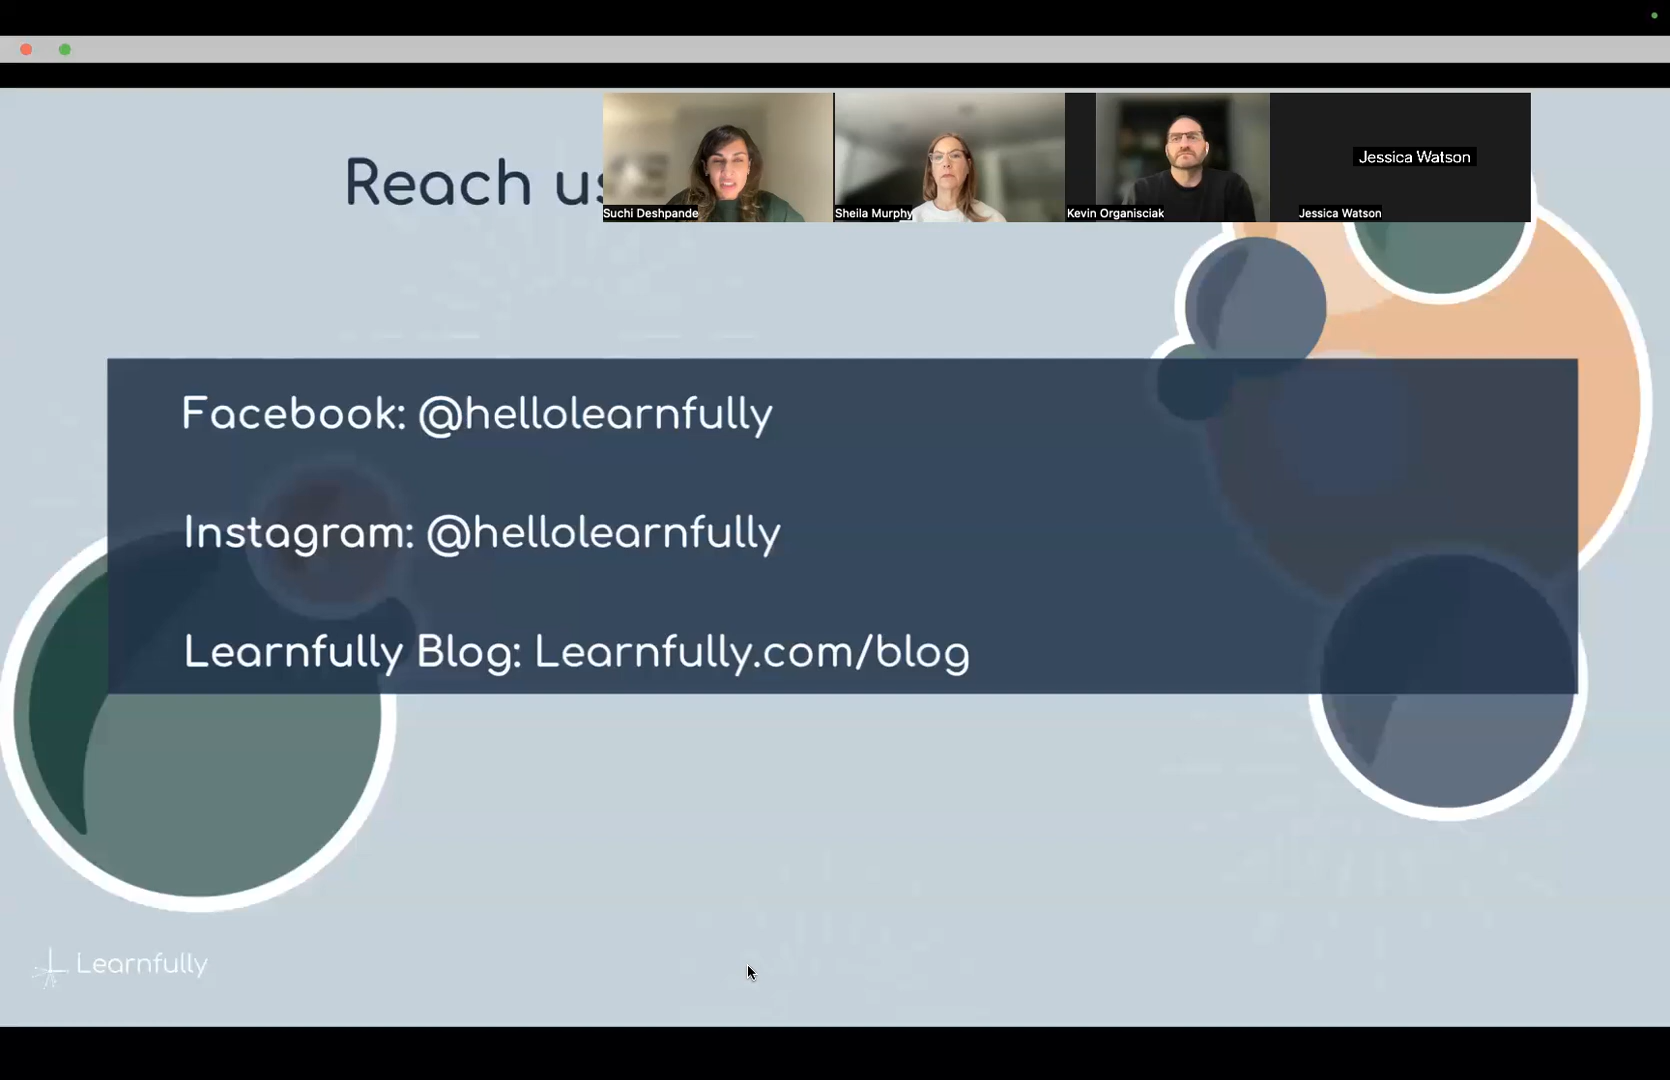 Reach us
Suchi Deshpande
Sheila Murphy
Kevin Organisciak
Jessica Watson
Jessica Watson
Facebook: @hellolearnfully
Instagram: @hellolearnfully
Learnfully Blog: Learnfully.com/blog
Learnfully